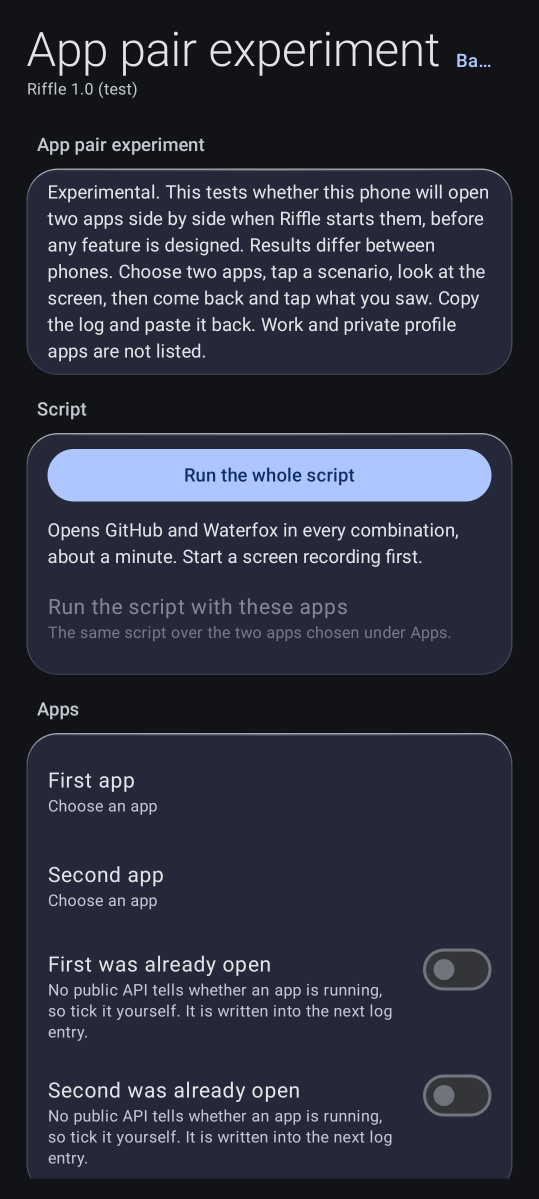 App pair experiment Ba…
Riffle 1.0 (test)
App pair experiment
Experimental. This tests whether this phone will open
two apps side by side when Riffle starts them, before
any feature is designed. Results differ between
phones. Choose two apps, tap a scenario, look at the
screen, then come back and tap what you saw. Copy
the log and paste it back. Work and private profile
apps are not listed.
Script
Run the whole script
Opens GitHub and Waterfox in every combination,
about a minute. Start a screen recording first.
Run the script with these apps
The same script over the two apps chosen under Apps.
Apps
First app
Choose an app
Second app
Choose an app
First was already open
No public API tells whether an app is running,
so tick it yourself. It is written into the next log
entry.
Second was already open
No public API tells whether an app is running,
so tick it yourself. It is written into the next log
entry.